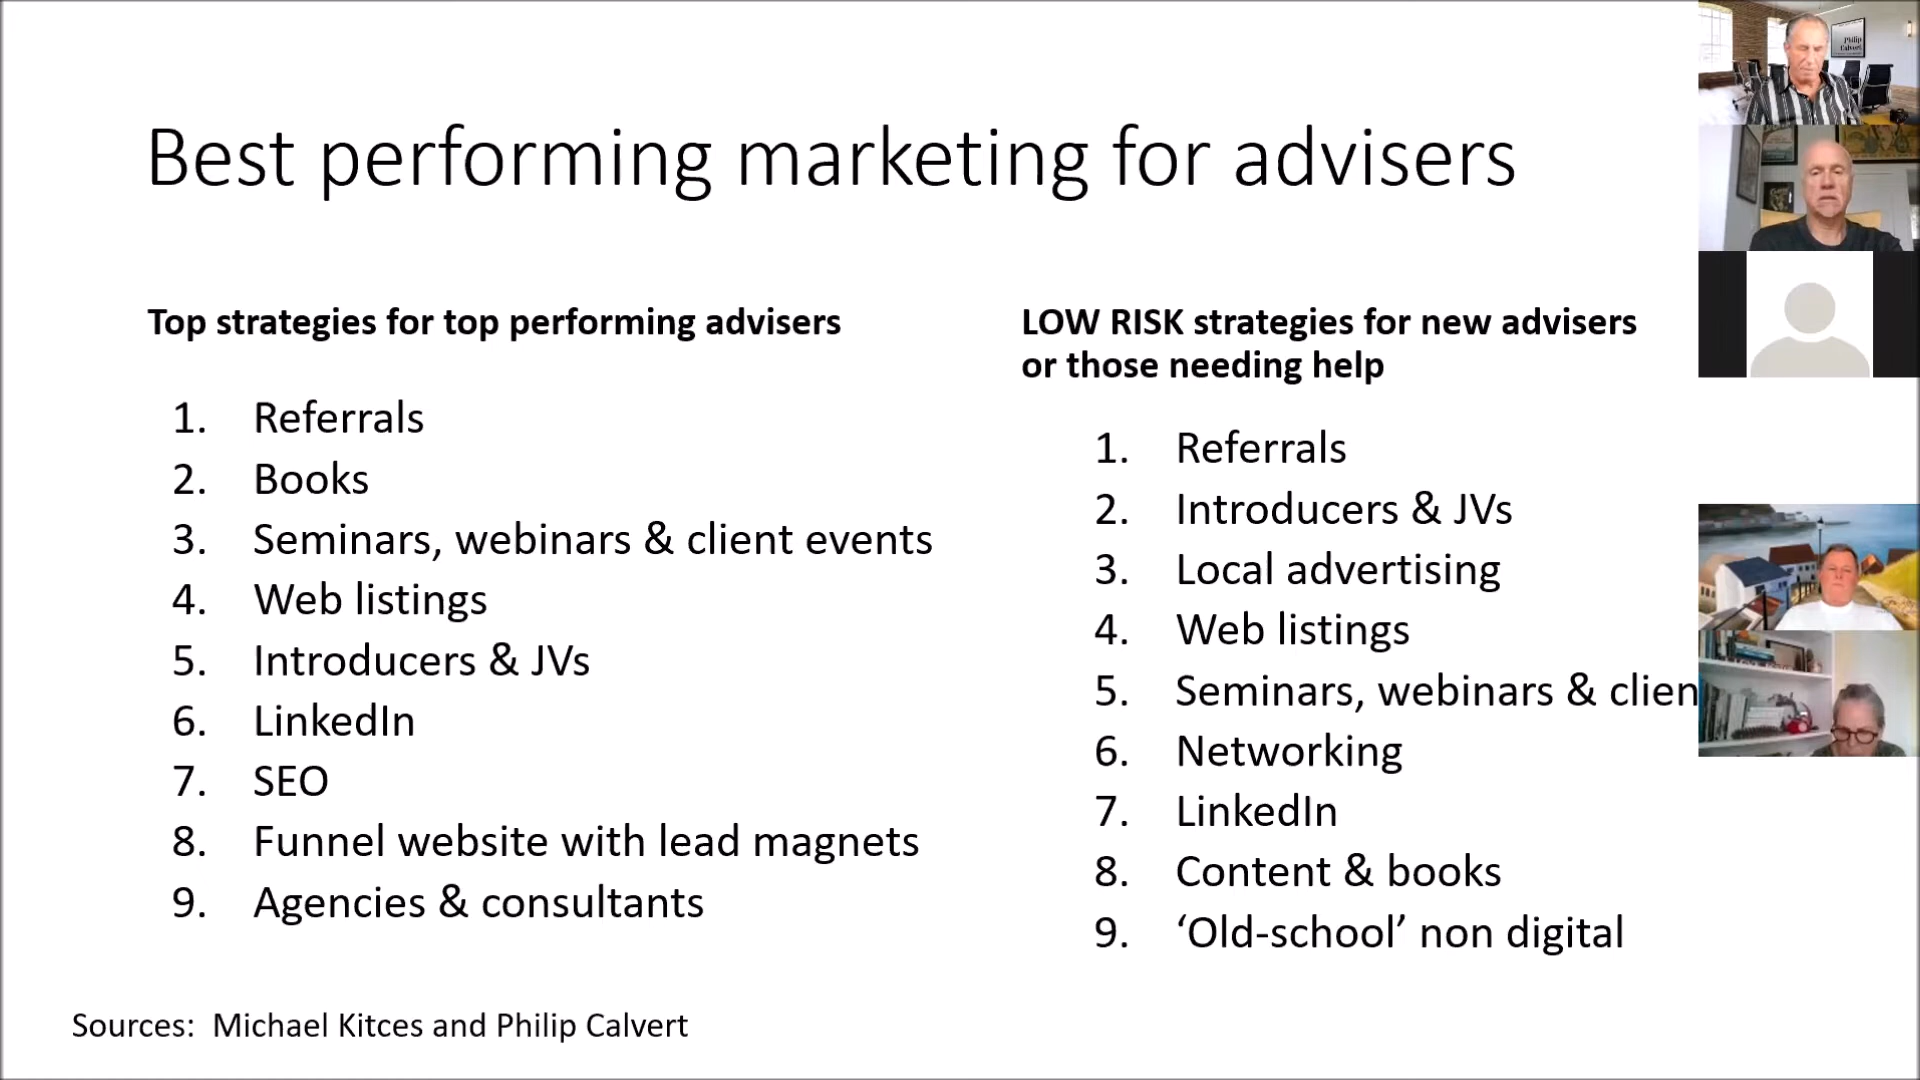 Best performing marketing for advisers
Top strategies for top performing advisers
1. Referrals
2. Books
3. Seminars, webinars & client events
4. Web listings
5. Introducers & JVs
6. LinkedIn
7. SEO
8. Funnel website with lead magnets
9. Agencies & consultants
LOW RISK strategies for new advisers
or those needing help
1. Referrals
2. Introducers & JVs
3. Local advertising
4. Web listings
5. Seminars, webinars & clien
6. Networking
7. LinkedIn
8. Content & books
9. ‘Old-school’ non digital
Sources: Michael Kitces and Philip Calvert
Philip
Calvert